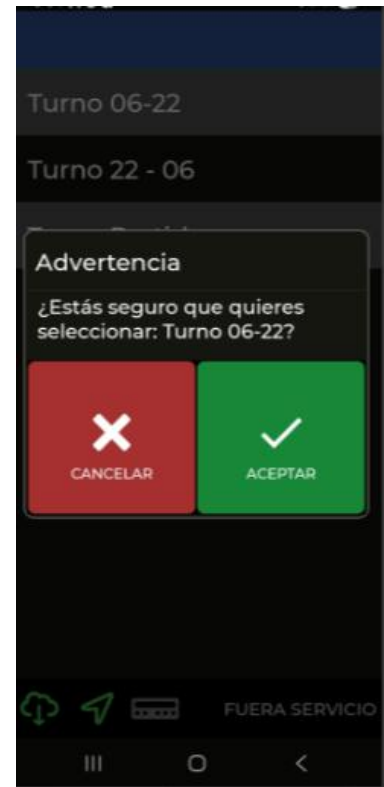 Turno 06-22
Turno 22 - 06
Advertencia
¿Estás seguro que quieres
seleccionar: Turno 06-22?
CANCELAR
ACEPTAR
FUERA SERVICIO